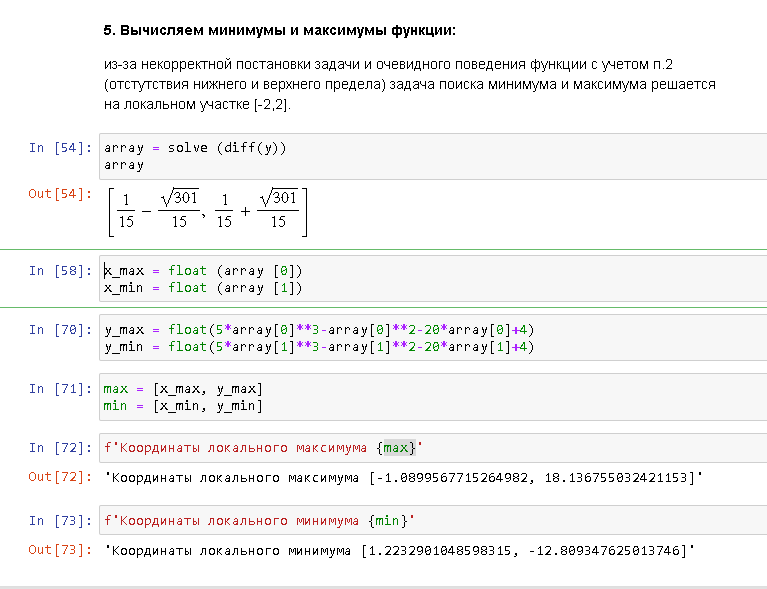 5. Вычисляем минимумы и максимумы функции:
из-за некорректной постановки задачи и очевидного поведения функции с учетом п.2
(отстутствия нижнего и верхнего предела) задача поиска минимума и максимума решается
на локальном участке [-2,2].
In [54]: array = solve (diff(y))
array
Out[54]: [1/15 − √301/15, 1/15 + √301/15]
In [58]: x_max = float (array [0])
x_min = float (array [1])
In [70]: y_max = float(5*array[0]**3-array[0]**2-20*array[0]+4)
y_min = float(5*array[1]**3-array[1]**2-20*array[1]+4)
In [71]: max = [x_max, y_max]
min = [x_min, y_min]
In [72]: f'Координаты локального максимума {max}'
Out[72]: 'Координаты локального максимума [-1.0899567715264982, 18.136755032421153]'
In [73]: f'Координаты локального минимума {min}'
Out[73]: 'Координаты локального минимума [1.2232901048598315, -12.809347625013746]'